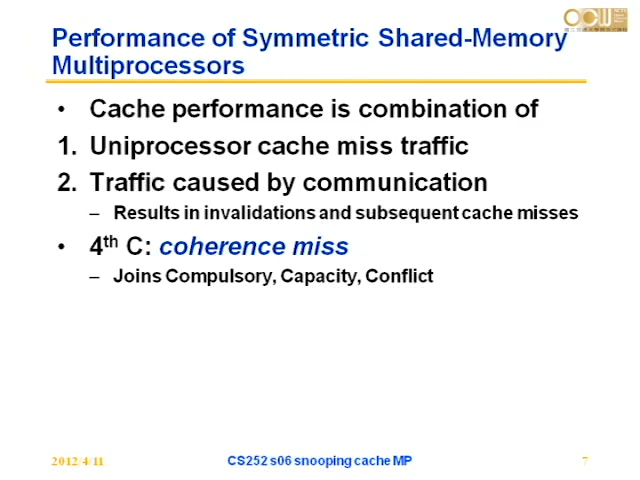 OCW
Performance of Symmetric Shared-Memory
Multiprocessors
• Cache performance is combination of
1. Uniprocessor cache miss traffic
2. Traffic caused by communication
– Results in invalidations and subsequent cache misses
• 4th C: coherence miss
– Joins Compulsory, Capacity, Conflict
2012/4/11
CS252 s06 snooping cache MP
7